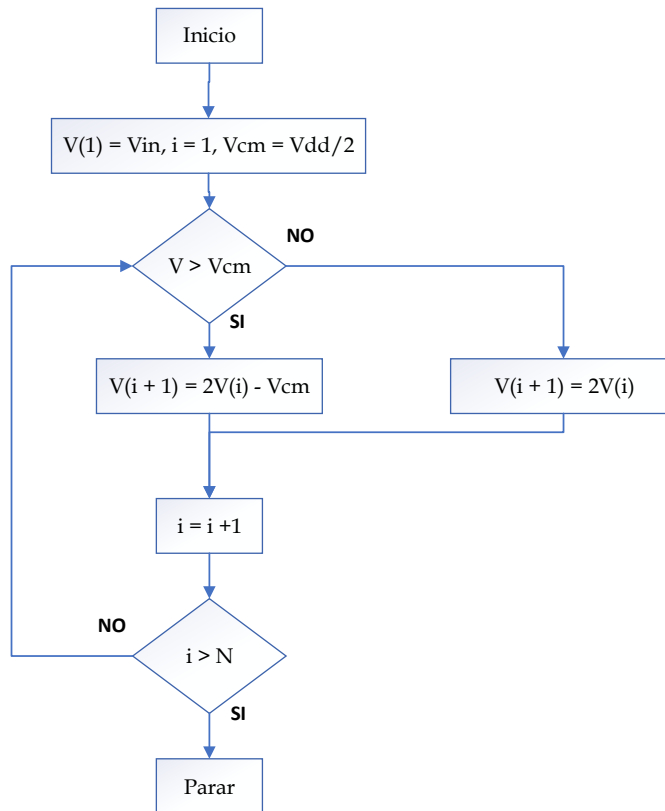 Inicio
V(1) = Vin, i = 1, Vcm = Vdd/2
NO
V > Vcm
SI
V(i + 1) = 2V(i) - Vcm
V(i + 1) = 2V(i)
i = i +1
NO
i > N
SI
Parar